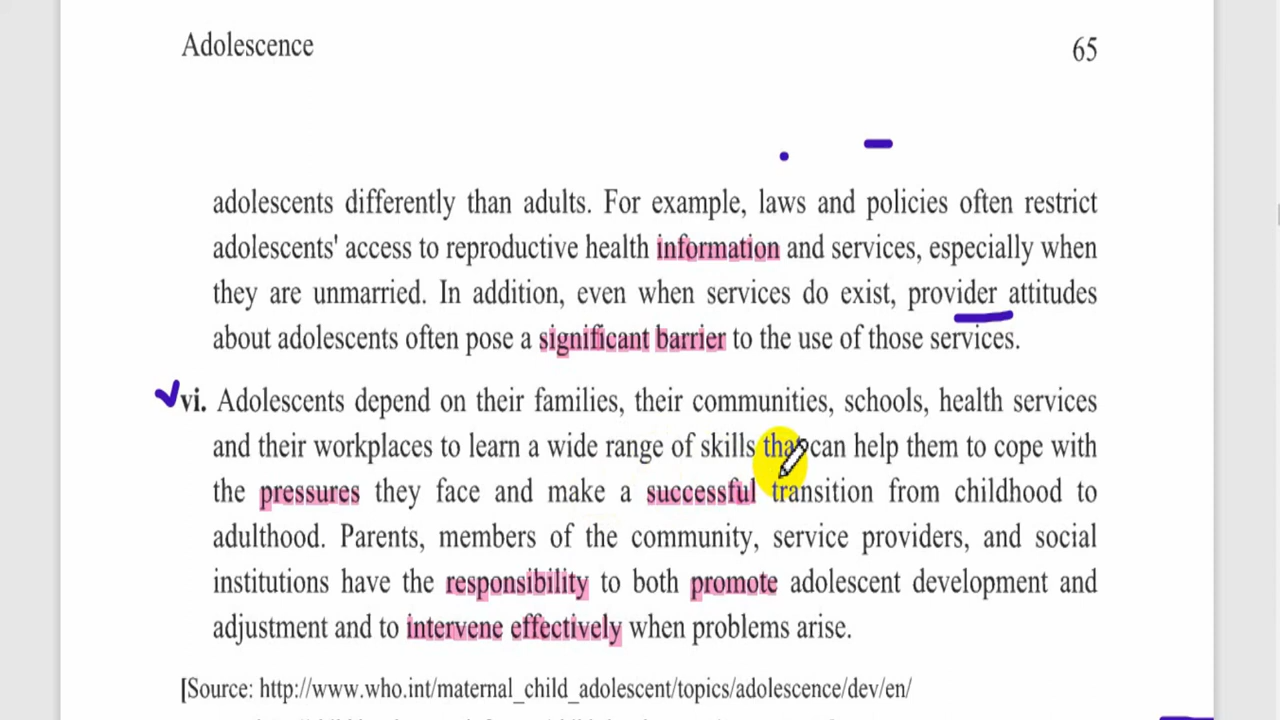 Adolescence 65
adolescents differently than adults. For example, laws and policies often restrict
adolescents' access to reproductive health information and services, especially when
they are unmarried. In addition, even when services do exist, provider attitudes
about adolescents often pose a significant barrier to the use of those services.
vi. Adolescents depend on their families, their communities, schools, health services
and their workplaces to learn a wide range of skills that can help them to cope with
the pressures they face and make a successful transition from childhood to
adulthood. Parents, members of the community, service providers, and social
institutions have the responsibility to both promote adolescent development and
adjustment and to intervene effectively when problems arise.
[Source: http://www.who.int/maternal_child_adolescent/topics/adolescence/dev/en/